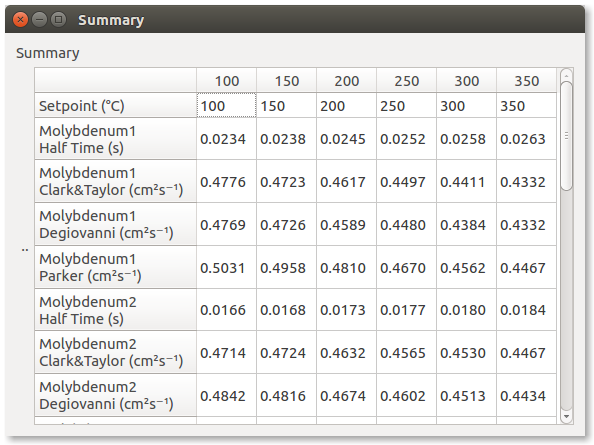 Summary
Summary
100 150 200 250 300 350
Setpoint (°C) 100 150 200 250 300 350
Molybdenum1
Half Time (s) 0.0234 0.0238 0.0245 0.0252 0.0258 0.0263
Molybdenum1
Clark&Taylor (cm²s⁻¹) 0.4776 0.4723 0.4617 0.4497 0.4411 0.4332
Molybdenum1
Degiovanni (cm²s⁻¹) 0.4769 0.4726 0.4589 0.4480 0.4384 0.4332
Molybdenum1
Parker (cm²s⁻¹) 0.5031 0.4958 0.4810 0.4670 0.4562 0.4467
Molybdenum2
Half Time (s) 0.0166 0.0168 0.0173 0.0177 0.0180 0.0184
Molybdenum2
Clark&Taylor (cm²s⁻¹) 0.4714 0.4724 0.4632 0.4565 0.4530 0.4467
Molybdenum2
Degiovanni (cm²s⁻¹) 0.4842 0.4816 0.4674 0.4602 0.4513 0.4434